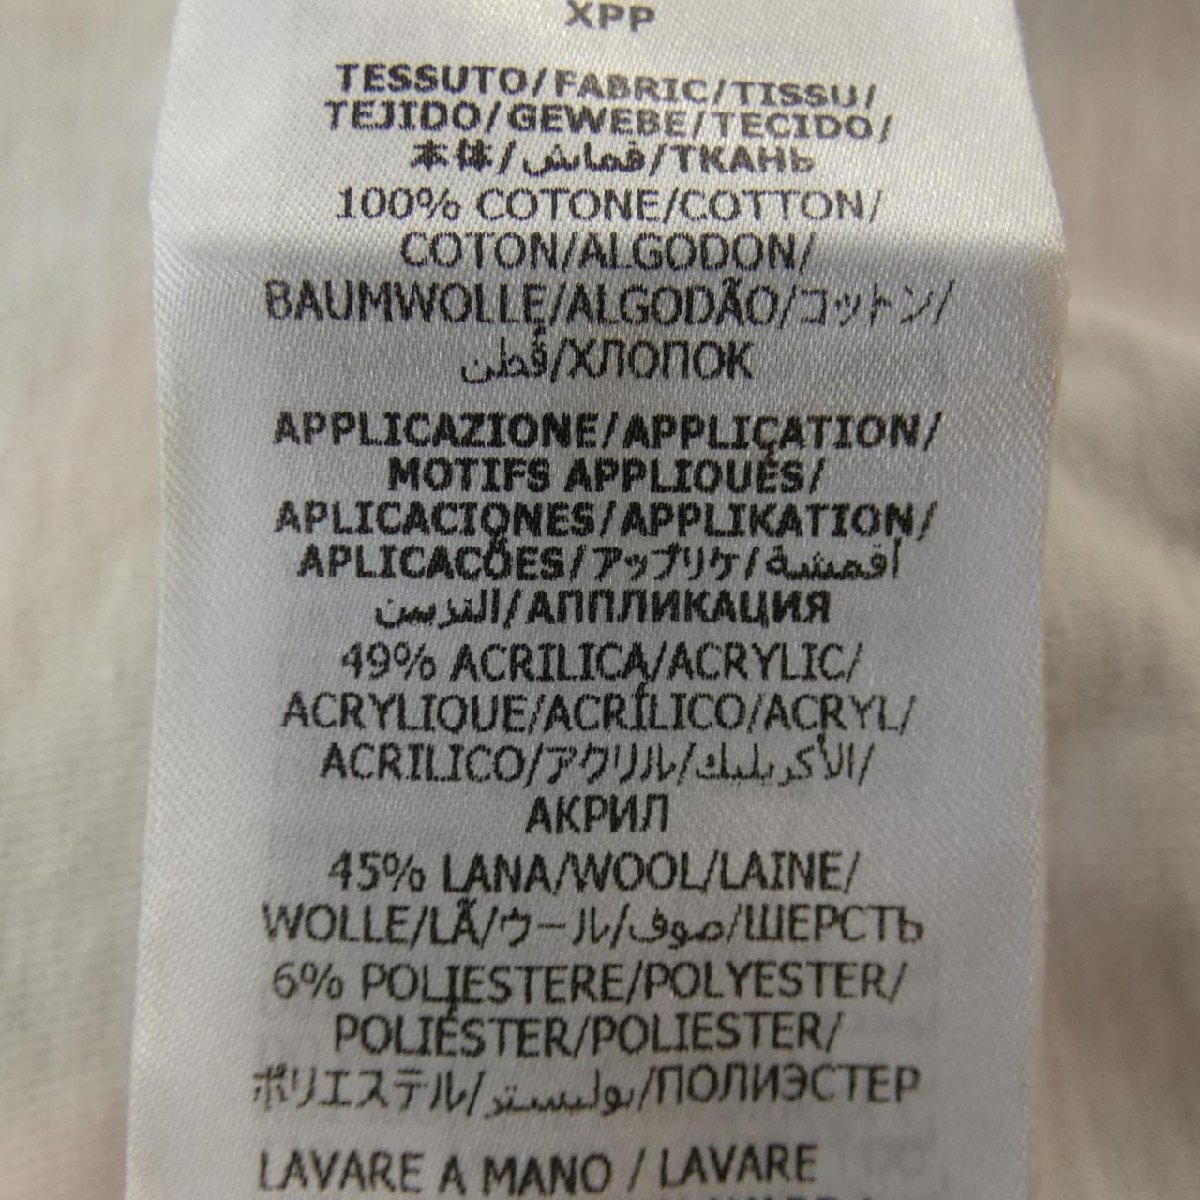 XPP
TESSUTO/FABRIC/TISSU/
TEJIDO/GEWEBE/TECIDO/
本体/قماش/ТКАНЬ
100% COTONE/COTTON/
COTON/ALGODON/
BAUMWOLLE/ALGODÃO/コットン/
قُطن/ХЛОПОК
APPLICAZIONE/APPLICATION/
MOTIFS APPLIQUÉS/
APLICACIONES/APPLIKATION/
APLICACÕES/アップリケ/أقمشة
التزيين/АППЛИКАЦИЯ
49% ACRILICA/ACRYLIC/
ACRYLIQUE/ACRÍLICO/ACRYL/
ACRILICO/アクリル/الأكريليك/
АКРИЛ
45% LANA/WOOL/LAINE/
WOLLE/LÃ/ウール/صوف/ШЕРСТЬ
6% POLIESTERE/POLYESTER/
POLIÉSTER/POLIESTER/
ポリエステル/بوليستر/ПОЛИЭСТЕР
LAVARE A MANO / LAVARE